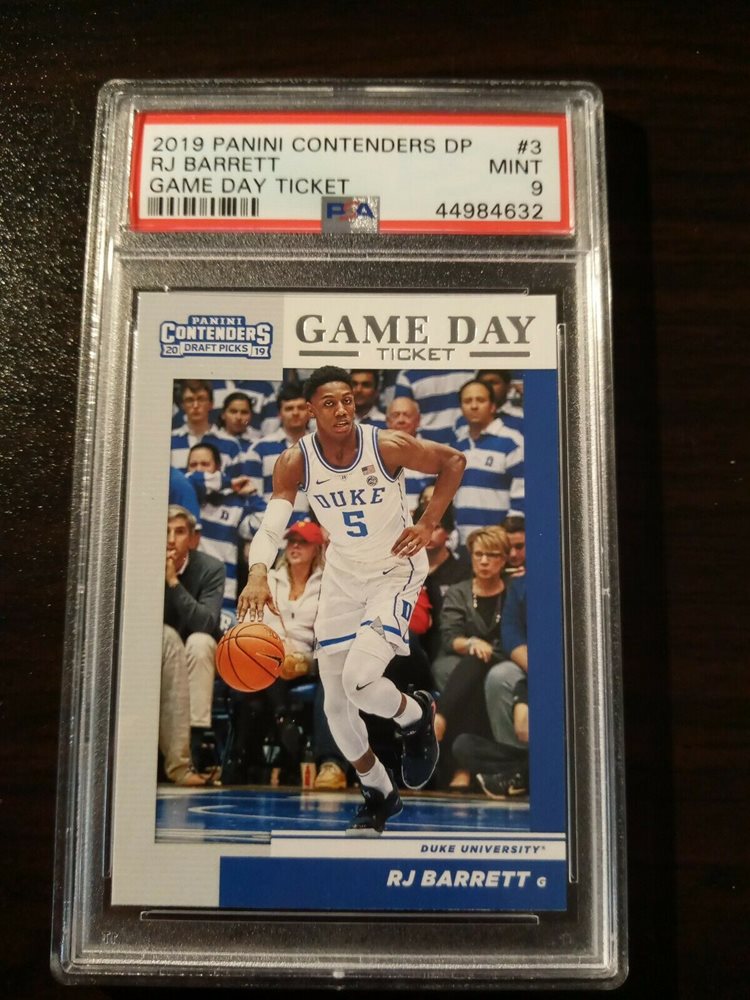 2019 PANINI CONTENDERS DP #3
RJ BARRETT MINT
GAME DAY TICKET 9
PSA 44984632
PANINI
CONTENDERS
20 DRAFT PICKS 19
GAME DAY
TICKET
DUKE
5
D
D
D
DUKE UNIVERSITY
RJ BARRETT G